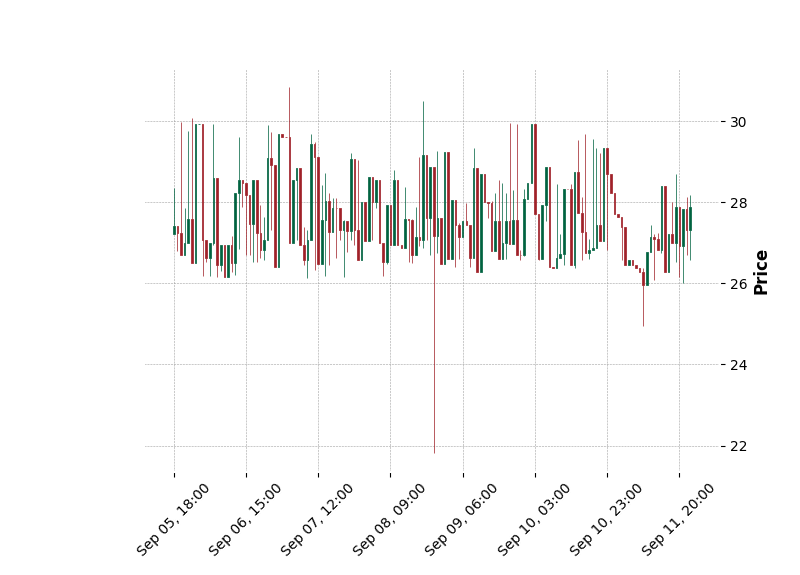 30
28
26
24
22
Price
Sep 05, 18:00
Sep 06, 15:00
Sep 07, 12:00
Sep 08, 09:00
Sep 09, 06:00
Sep 10, 03:00
Sep 10, 23:00
Sep 11, 20:00